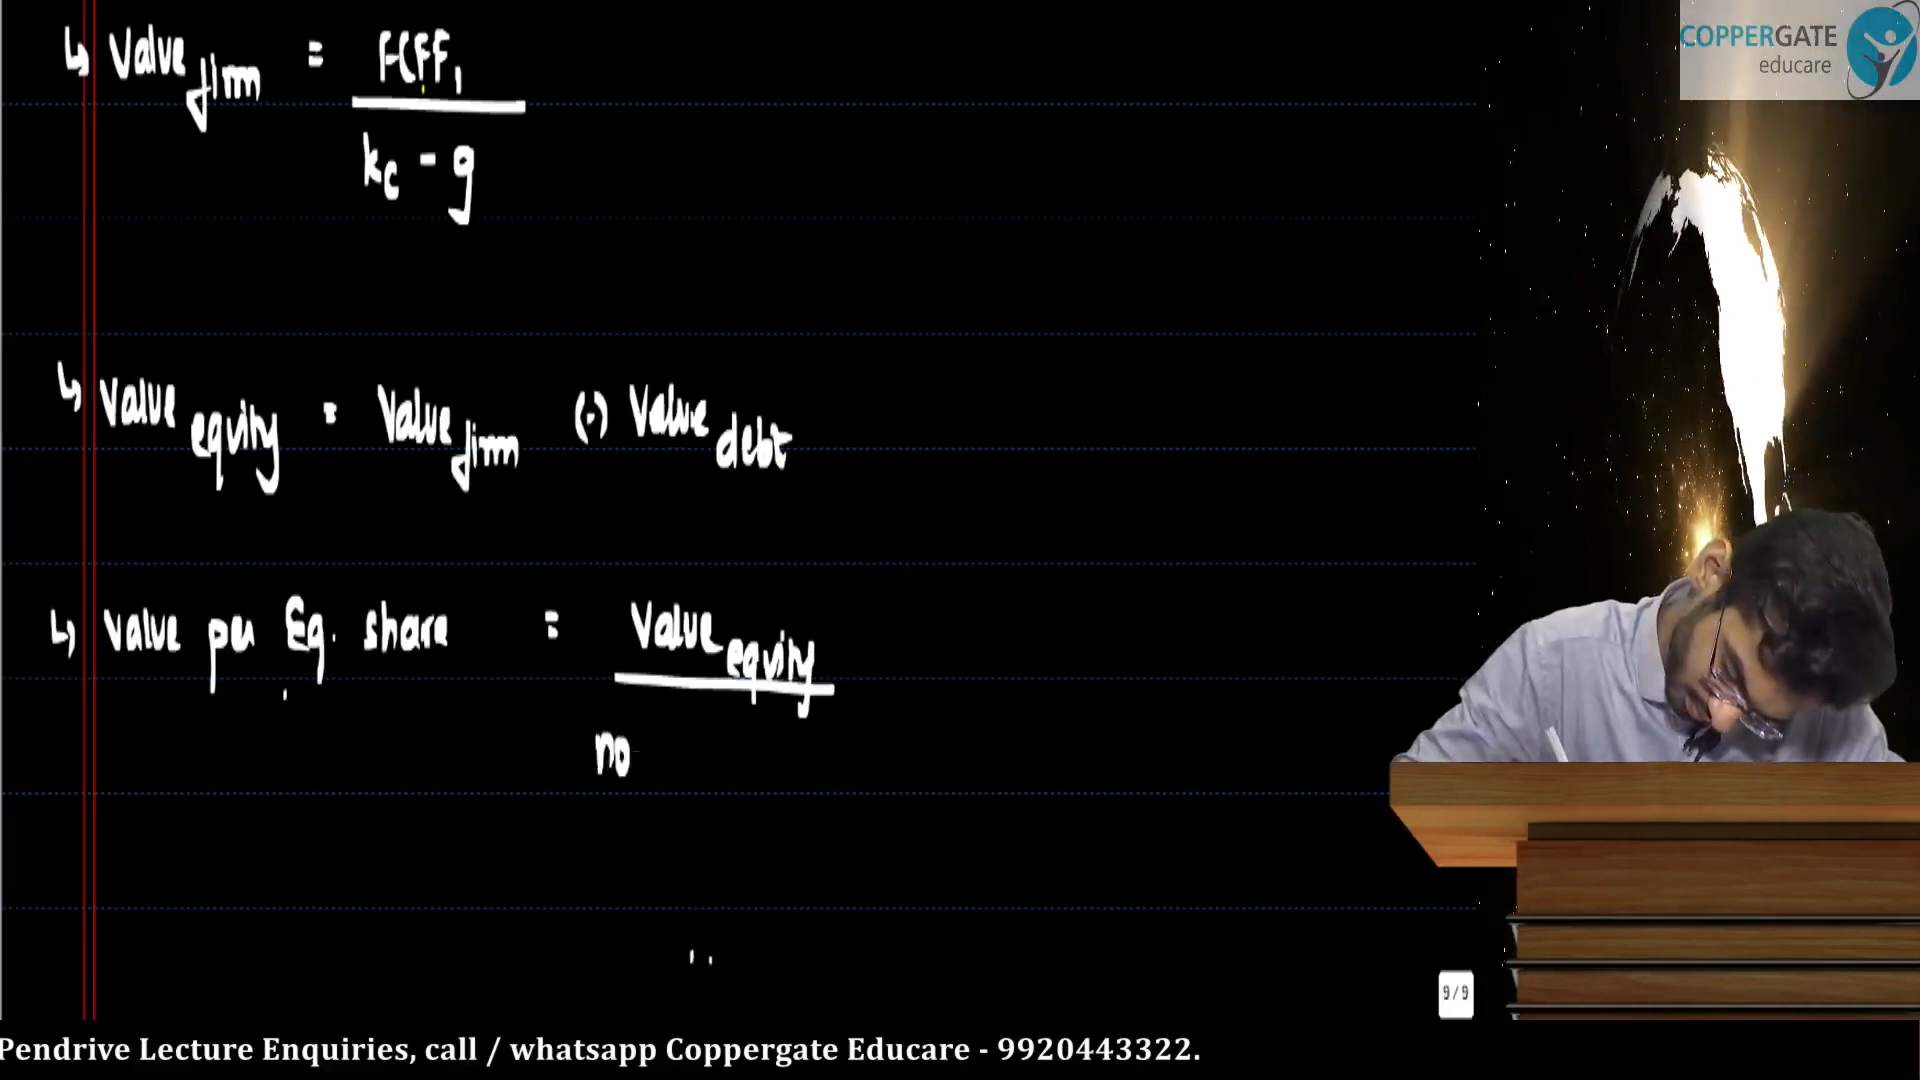 ↳ Value firm = FCFF₁
kc - g
COPPERGATE
educare
↳ Value equity = Value firm (-) Value debt
↳ Value per Eq. share = Value equity
no
9/9
Pendrive Lecture Enquiries, call / whatsapp Coppergate Educare - 9920443322.